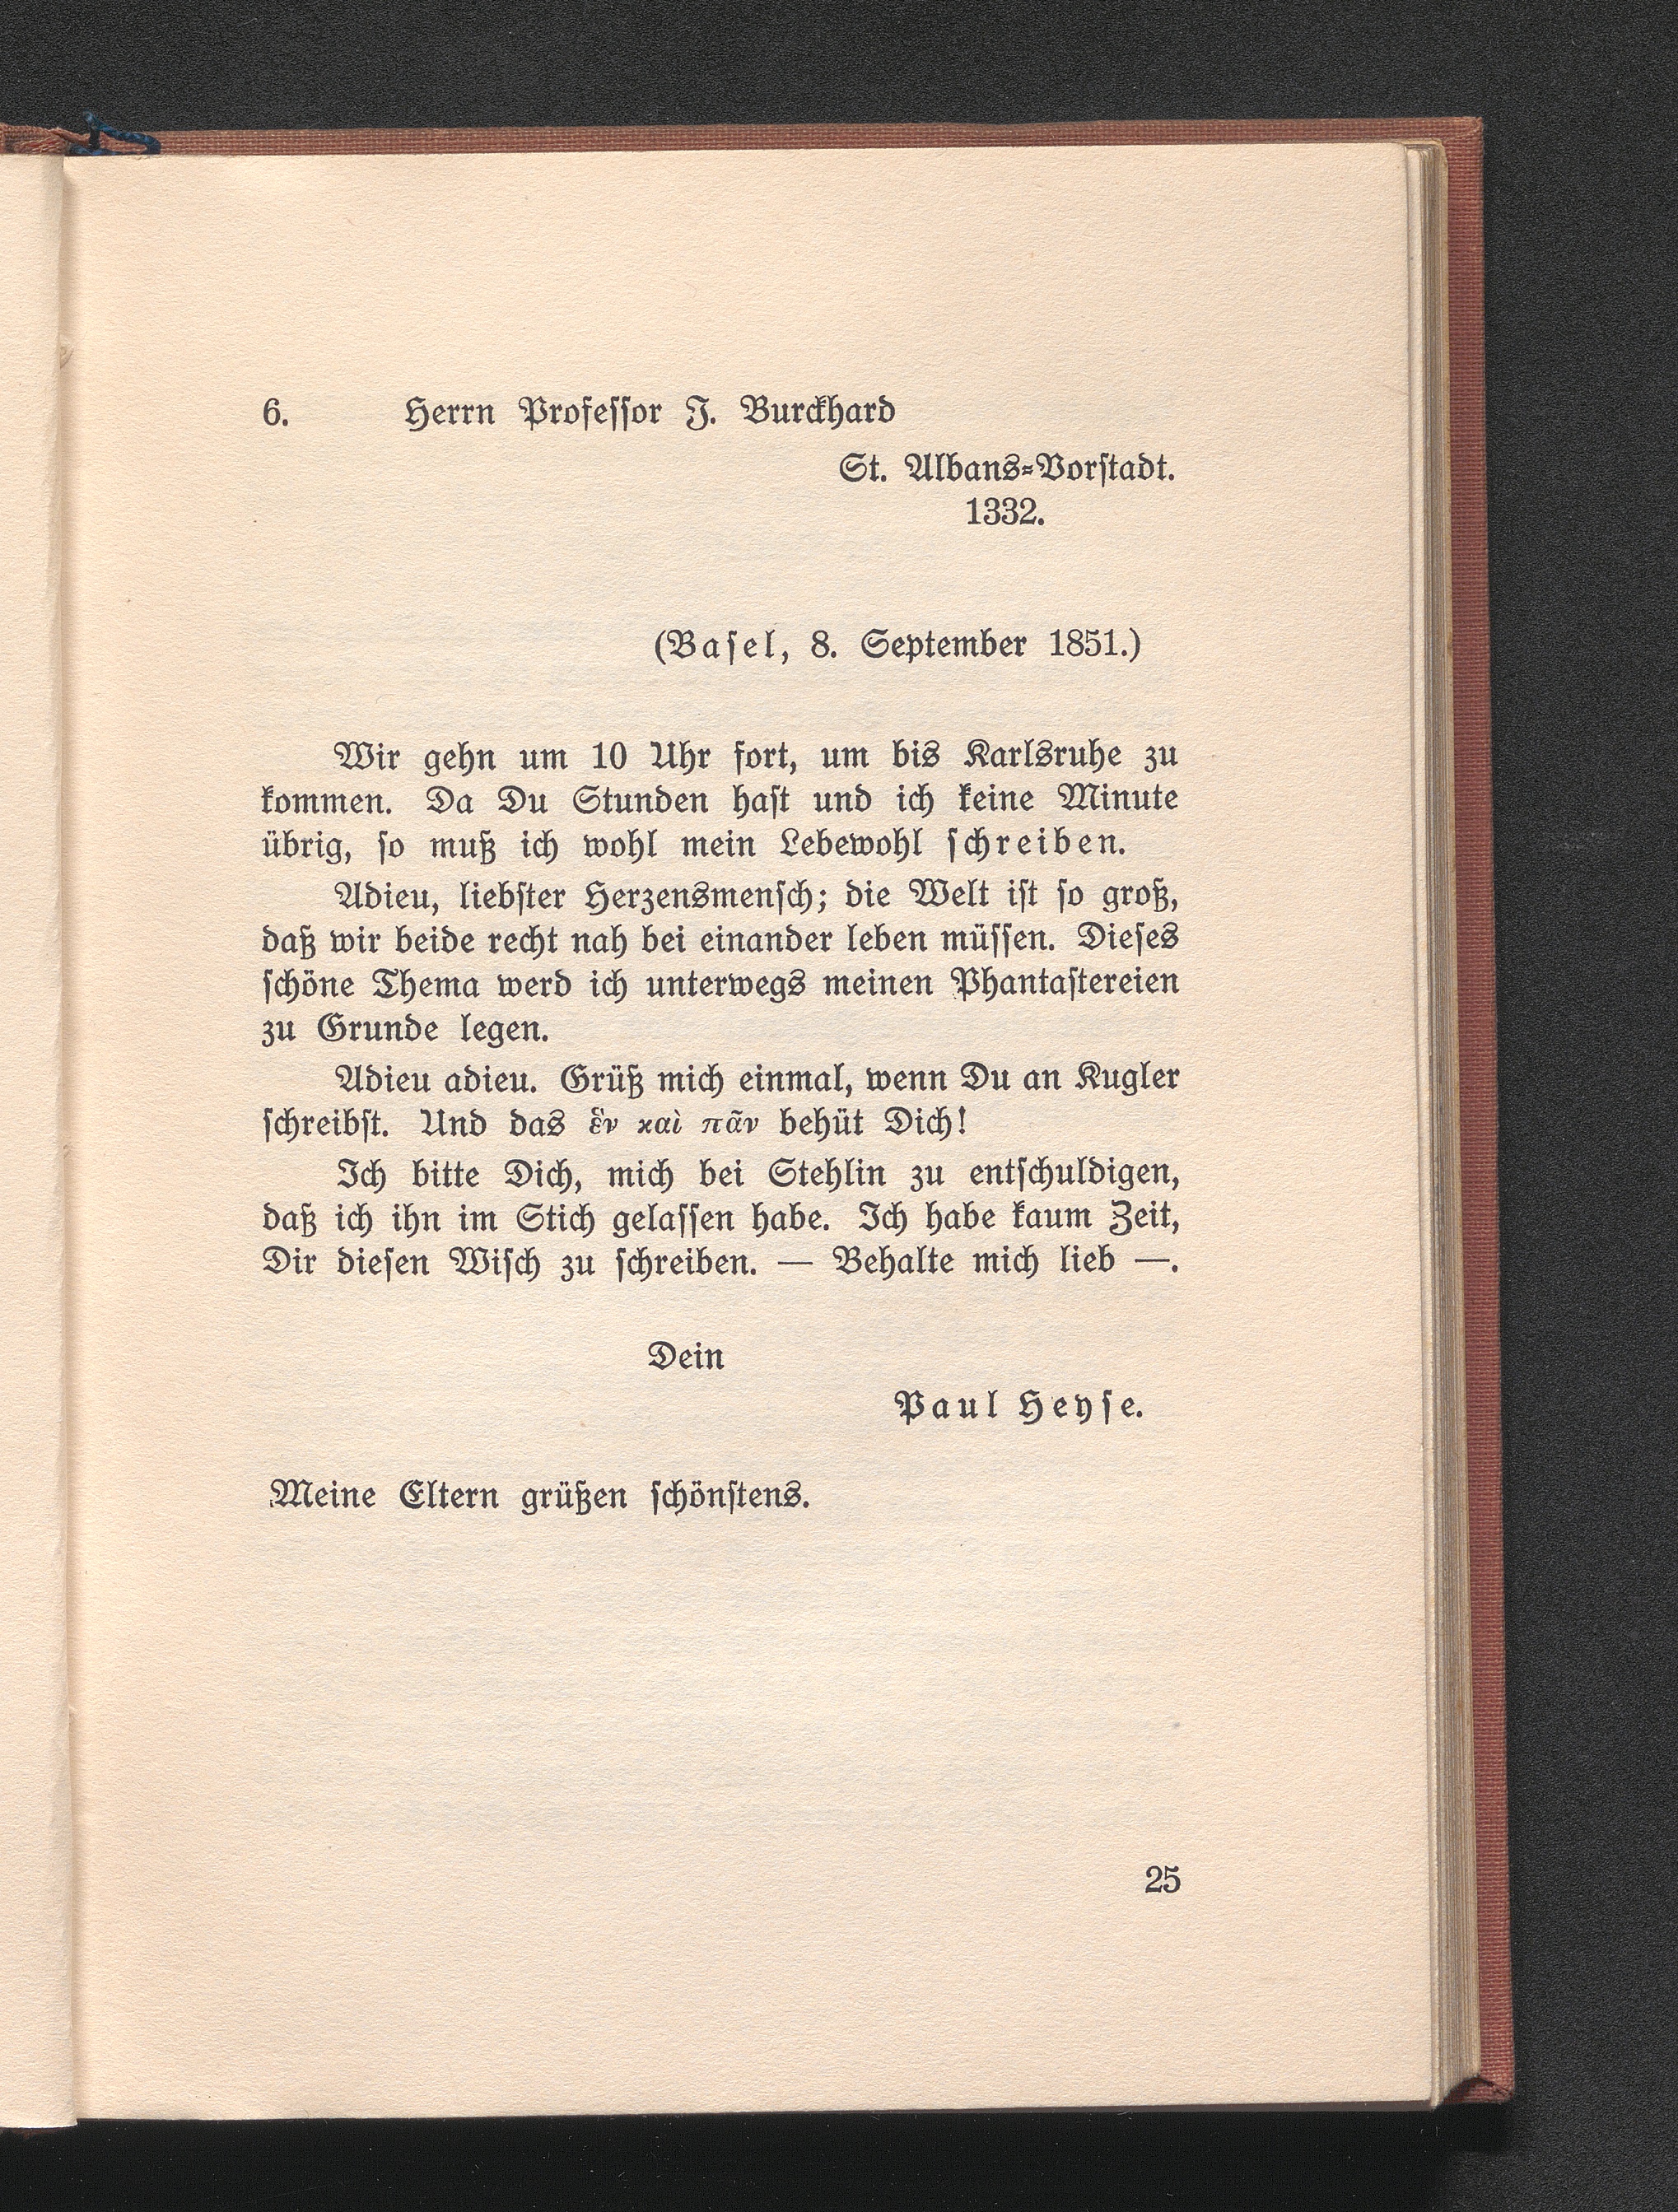 6. Herrn Professor J. Burckhard
St. Albans-Vorstadt.
1332.
(Basel, 8. September 1851.)
Wir gehn um 10 Uhr fort, um bis Karlsruhe zu
kommen. Da Du Stunden hast und ich keine Minute
übrig, so muß ich wohl mein Lebewohl schreiben.
Adieu, liebster Herzensmensch; die Welt ist so groß,
daß wir beide recht nah bei einander leben müssen. Dieses
schöne Thema werd ich unterwegs meinen Phantastereien
zu Grunde legen.
Adieu adieu. Grüß mich einmal, wenn Du an Kugler
schreibst. Und das ἓν καὶ πᾶν behüt Dich!
Ich bitte Dich, mich bei Stehlin zu entschuldigen,
daß ich ihn im Stich gelassen habe. Ich habe kaum Zeit,
Dir diesen Wisch zu schreiben. — Behalte mich lieb —.
Dein
Paul Heyse.
Meine Eltern grüßen schönstens.
25